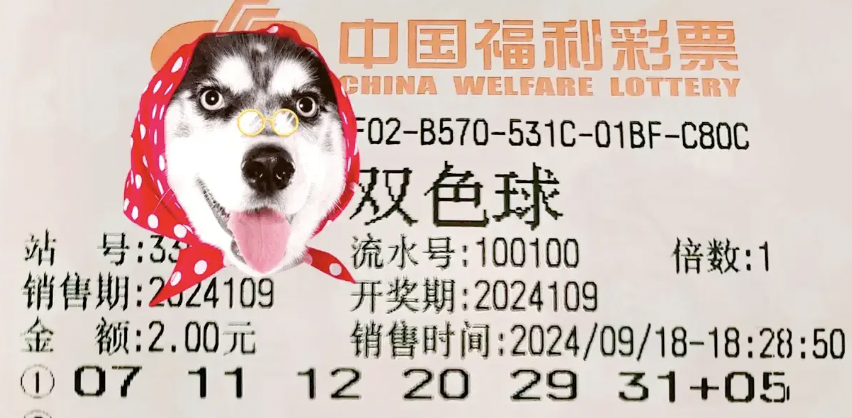 中国福利彩票
CHINA WELFARE LOTTERY
F02-B570-531C-01BF-C80C
双色球
站 号:33 流水号:100100 倍数:1
销售期:2024109 开奖期:2024109
金 额:2.00元 销售时间:2024/09/18-18:28:50
① 07 11 12 20 29 31+05